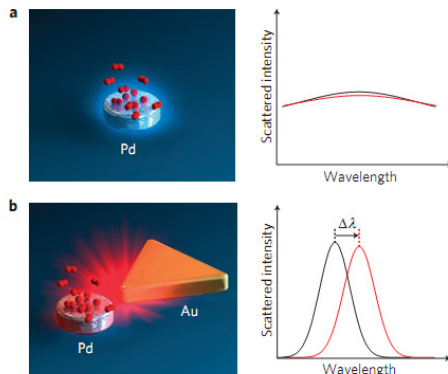 a
Pd
Scattered intensity
Wavelength
b
Au
Pd
Δλ
Scattered intensity
Wavelength